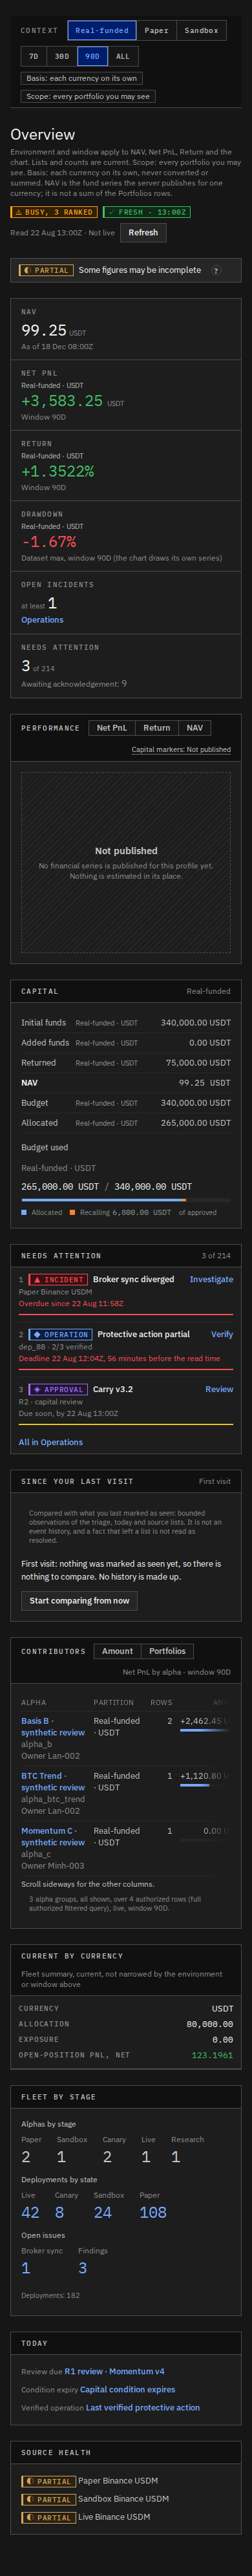 CONTEXT Real-funded Paper Sandbox
7D 30D 90D ALL
Basis: each currency on its own
Scope: every portfolio you may see
Overview
Environment and window apply to NAV, Net PnL, Return and the
chart. Lists and counts are current. Scope: every portfolio you may
see. Basis: each currency on its own, never converted or
summed. NAV is the fund series the server publishes for one
currency; it is not a sum of the Portfolios rows.
BUSY, 3 RANKED FRESH · 13:00Z
Read 22 Aug 13:00Z · Not live Refresh
PARTIAL Some figures may be incomplete ?
NAV
99.25 USDT
As of 18 Dec 08:00Z
NET PNL
Real-funded · USDT
+3,583.25 USDT
Window 90D
RETURN
Real-funded · USDT
+1.3522%
Window 90D
DRAWDOWN
Real-funded · USDT
-1.67%
Dataset max, window 90D (the chart draws its own series)
OPEN INCIDENTS
at least 1
Operations
NEEDS ATTENTION
3 of 214
Awaiting acknowledgement: 9
PERFORMANCE Net PnL Return NAV
Capital markers: Not published
Not published
No financial series is published for this profile yet.
Nothing is estimated in its place.
CAPITAL Real-funded
Initial funds Real-funded · USDT 340,000.00 USDT
Added funds Real-funded · USDT 0.00 USDT
Returned Real-funded · USDT 75,000.00 USDT
NAV Real-funded · USDT 99.25 USDT
Budget Real-funded · USDT 340,000.00 USDT
Allocated Real-funded · USDT 265,000.00 USDT
Budget used
Real-funded · USDT
265,000.00 USDT / 340,000.00 USDT
Allocated Recalling 6,800.00 USDT of approved
NEEDS ATTENTION 3 of 214
1 INCIDENT Broker sync diverged Investigate
Paper Binance USDM
Overdue since 22 Aug 11:58Z
2 OPERATION Protective action partial Verify
dep_88 · 2/3 verified
Deadline 22 Aug 12:04Z, 56 minutes before the read time
3 APPROVAL Carry v3.2 Review
R2 · capital review
Due soon, by 22 Aug 13:00Z
All in Operations
SINCE YOUR LAST VISIT First visit
Compared with what you last marked as seen: bounded
observations of the triage, today and source lists. It is not an
event history, and a fact that left a list is not read as
resolved.
First visit: nothing was marked as seen yet, so there is
nothing to compare. No history is made up.
Start comparing from now
CONTRIBUTORS Amount Portfolios
Net PnL by alpha · window 90D
ALPHA PARTITION ROWS
Basis B · Real-funded 2 +2,462.45
synthetic review · USDT
alpha_b
Owner Lan-002
BTC Trend · Real-funded 1 +1,120.80
synthetic review · USDT
alpha_btc_trend
Owner Lan-002
Momentum C · Real-funded 1 0.00
synthetic review · USDT
alpha_c
Owner Minh-003
Scroll sideways for the other columns.
3 alpha groups, all shown, over 4 authorized rows (full
authorized filtered query), live, window 90D.
CURRENT BY CURRENCY
Fleet summary, current, not narrowed by the environment
or window above
CURRENCY USDT
ALLOCATION 80,000.00
EXPOSURE 0.00
OPEN-POSITION PNL, NET 123.1961
FLEET BY STAGE
Alphas by stage
Paper Sandbox Canary Live Research
2 1 2 1 1
Deployments by state
Live Canary Sandbox Paper
42 8 24 108
Open issues
Broker sync Findings
1 3
Deployments: 182
TODAY
Review due R1 review · Momentum v4
Condition expiry Capital condition expires
Verified operation Last verified protective action
SOURCE HEALTH
PARTIAL Paper Binance USDM
PARTIAL Sandbox Binance USDM
PARTIAL Live Binance USDM